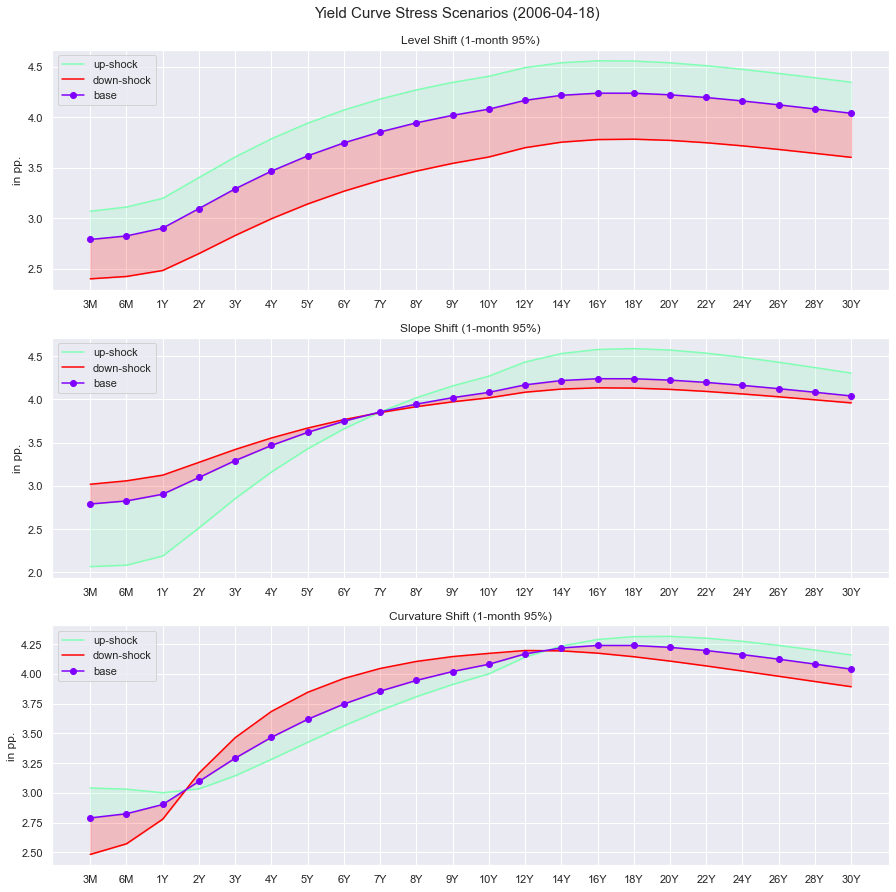 Yield Curve Stress Scenarios (2006-04-18)
Level Shift (1-month 95%)
up-shock
down-shock
base
in pp.
4.5
4.0
3.5
3.0
2.5
3M 6M 1Y 2Y 3Y 4Y 5Y 6Y 7Y 8Y 9Y 10Y 12Y 14Y 16Y 18Y 20Y 22Y 24Y 26Y 28Y 30Y
Slope Shift (1-month 95%)
up-shock
down-shock
base
in pp.
4.5
4.0
3.5
3.0
2.5
2.0
3M 6M 1Y 2Y 3Y 4Y 5Y 6Y 7Y 8Y 9Y 10Y 12Y 14Y 16Y 18Y 20Y 22Y 24Y 26Y 28Y 30Y
Curvature Shift (1-month 95%)
up-shock
down-shock
base
in pp.
4.25
4.00
3.75
3.50
3.25
3.00
2.75
2.50
3M 6M 1Y 2Y 3Y 4Y 5Y 6Y 7Y 8Y 9Y 10Y 12Y 14Y 16Y 18Y 20Y 22Y 24Y 26Y 28Y 30Y